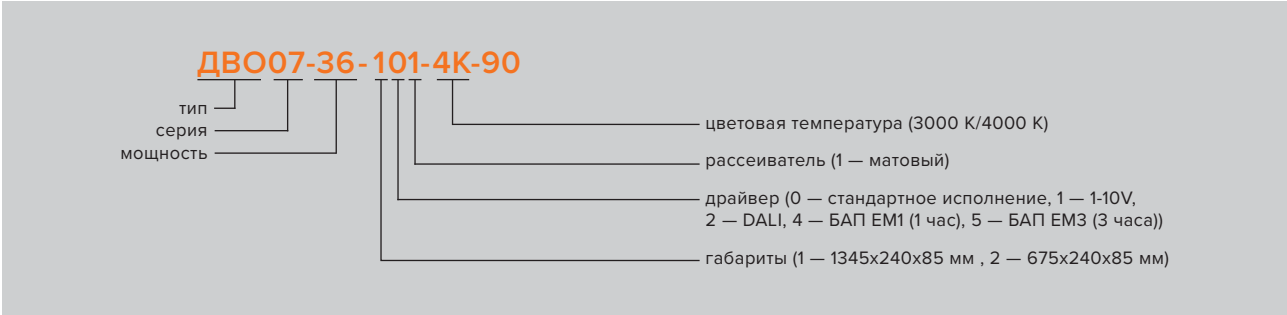 ДВО07-36-101-4К-90
тип
серия
мощность
цветовая температура (3000 К/4000 К)
рассеиватель (1 — матовый)
драйвер (0 — стандартное исполнение, 1 — 1-10V,
2 — DALI, 4 — БАП ЕМ1 (1 час), 5 — БАП ЕМ3 (3 часа))
габариты (1 — 1345х240х85 мм , 2 — 675х240х85 мм)